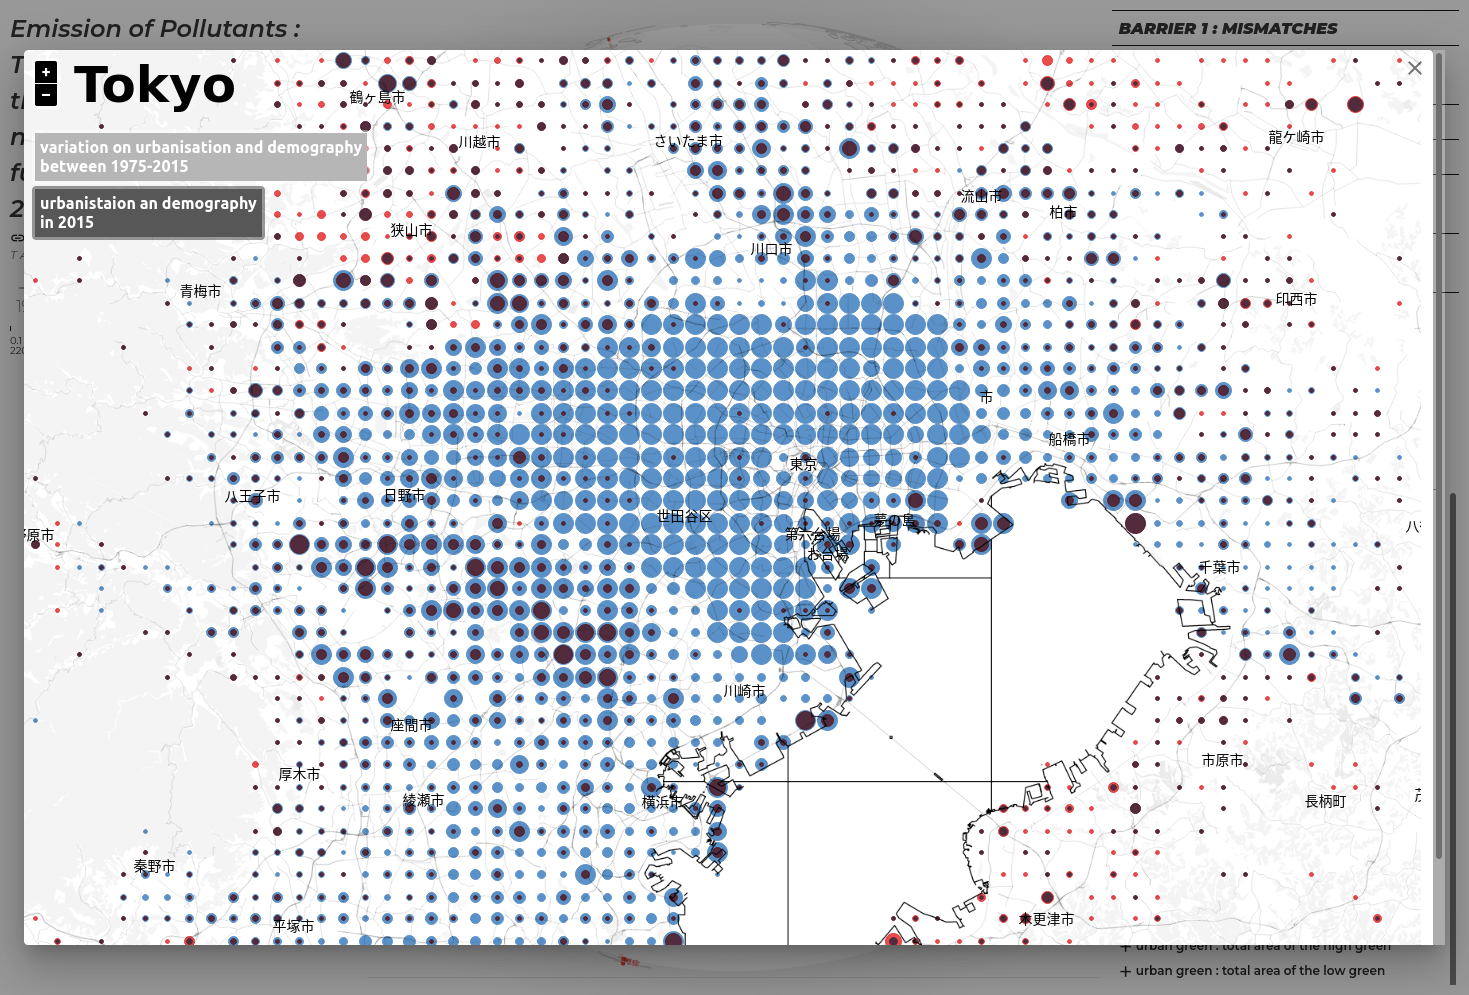 Emission of Pollutants :
BARRIER 1 : MISMATCHES
+
−
Tokyo
variation on urbanisation and demography
between 1975-2015
urbanistaion an demography
in 2015
鶴ヶ島市
川越市
さいたま市
龍ケ崎市
流山市
柏市
狭山市
川口市
青梅市
印西市
市
船橋市
東京
八王子市
日野市
世田谷区
夢の島
第六台場
お台場
原市
千葉市
川崎市
座間市
厚木市
市原市
綾瀬市
横浜市
長柄町
秦野市
木更津市
平塚市
+ urban green : total area of the high green
+ urban green : total area of the low green